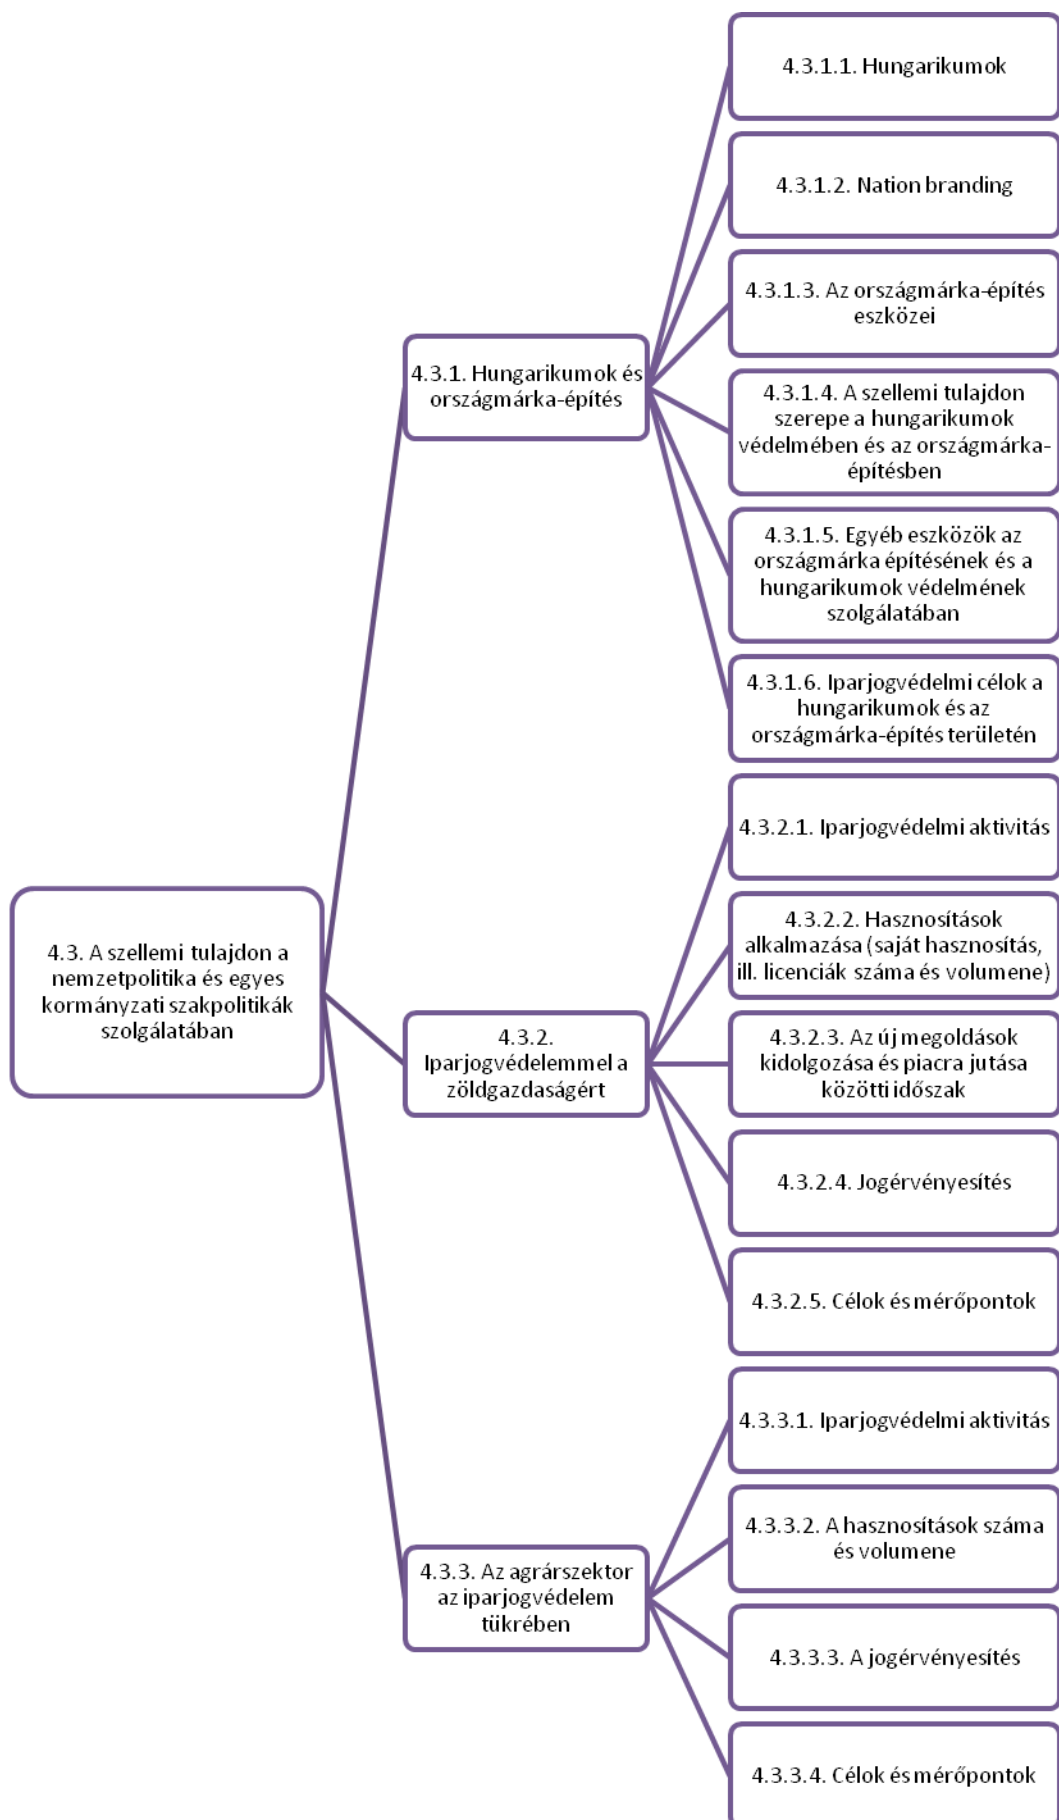 4.3. A szellemi tulajdon a
nemzetpolitika és egyes
kormányzati szakpolitikák
szolgálatában
4.3.1. Hungarikumok és
országmárka-építés
4.3.1.1. Hungarikumok
4.3.1.2. Nation branding
4.3.1.3. Az országmárka-építés
eszközei
4.3.1.4. A szellemi tulajdon
szerepe a hungarikumok
védelmében és az országmárka-
építésben
4.3.1.5. Egyéb eszközök az
országmárka építésének és a
hungarikumok védelmének
szolgálatában
4.3.1.6. Iparjogvédelmi célok a
hungarikumok és az
országmárka-építés területén
4.3.2.
Iparjogvédelemmel a
zöldgazdaságért
4.3.2.1. Iparjogvédelmi aktivitás
4.3.2.2. Hasznosítások
alkalmazása (saját hasznosítás,
ill. licenciák száma és volumene)
4.3.2.3. Az új megoldások
kidolgozása és piacra jutása
közötti időszak
4.3.2.4. Jogérvényesítés
4.3.2.5. Célok és mérőpontok
4.3.3. Az agrárszektor
az iparjogvédelem
tükrében
4.3.3.1. Iparjogvédelmi aktivitás
4.3.3.2. A hasznosítások száma
és volumene
4.3.3.3. A jogérvényesítés
4.3.3.4. Célok és mérőpontok